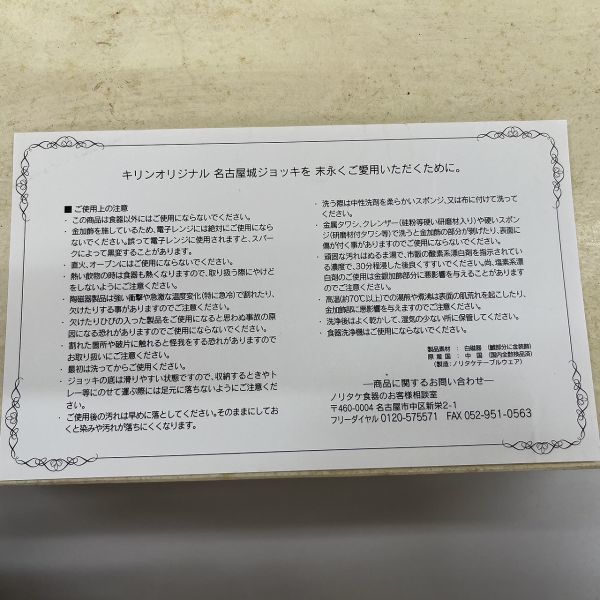 キリンオリジナル 名古屋城ジョッキを 末永くご愛用いただくために。
■ ご使用上の注意
・この商品は食器以外にはご使用にならないでください。
・金加飾を施しているため、電子レンジには絶対にご使用になら
ないでください。誤って電子レンジに使用されますと、スパー
クによって黒変することがあります。
・直火、オーブンにはご使用にならないでください。
・熱い飲物の時は食器も熱くなりますので、取り扱う際にやけど
をしないようにご注意ください。
・陶磁器製品は強い衝撃や急激な温度変化(特に急冷)で割れたり、
欠けたりする事がありますのでご注意ください。
・欠けたりひびの入った製品をご使用になると思わぬ事故の原
因になる恐れがありますのでご使用にならないでください。
・割れた箇所や破片に触れると怪我をする恐れがありますので
お取り扱いにご注意ください。
・最初は洗ってからご使用ください。
・ジョッキの底は滑りやすい状態ですので、収納するときやト
レー等にのせて運ぶ際には足元に落ちないようにご注意くだ
さい。
・ご使用後の汚れは早めに落としてください。そのままにしてお
くと染みや汚れが落ちにくくなります。
・洗う際は中性洗剤を柔らかいスポンジ、又は布に付けて洗って
ください。
・金属タワシ、クレンザー(硅粉等硬い研磨材入り)や硬いスポン
ジ(研磨材付タワシ等)で洗うと金加飾の部分が剥げたり、表面に
傷が付く事がありますのでご使用にならないでください。
・頑固な汚れはぬるま湯で、市販の酸素系漂白剤を指示されてい
る濃度で、30分程浸した後良くすすいでください。尚、塩素系漂
白剤のご使用は金銀加飾部分に悪影響を与えることがあります
のでご注意ください。
・高温(約70℃以上)での湯煎や煮沸は表面の肌荒れを起こしたり、
金加飾部に悪影響を与えますのでご注意ください。
・洗浄後はよく乾かして、湿気の少ない所に保管してください。
・食器洗浄機はご使用にならないでください。
製品素材 : 白磁器 (鯱部分に金装飾)
原産国 : 中 国 (国内全数検品済)
(製造:ノリタケテーブルウェア)
―商品に関するお問い合わせ―
ノリタケ食器のお客様相談室
〒460-0004 名古屋市中区新栄2-1
フリーダイヤル 0120-575571 FAX 052-951-0563